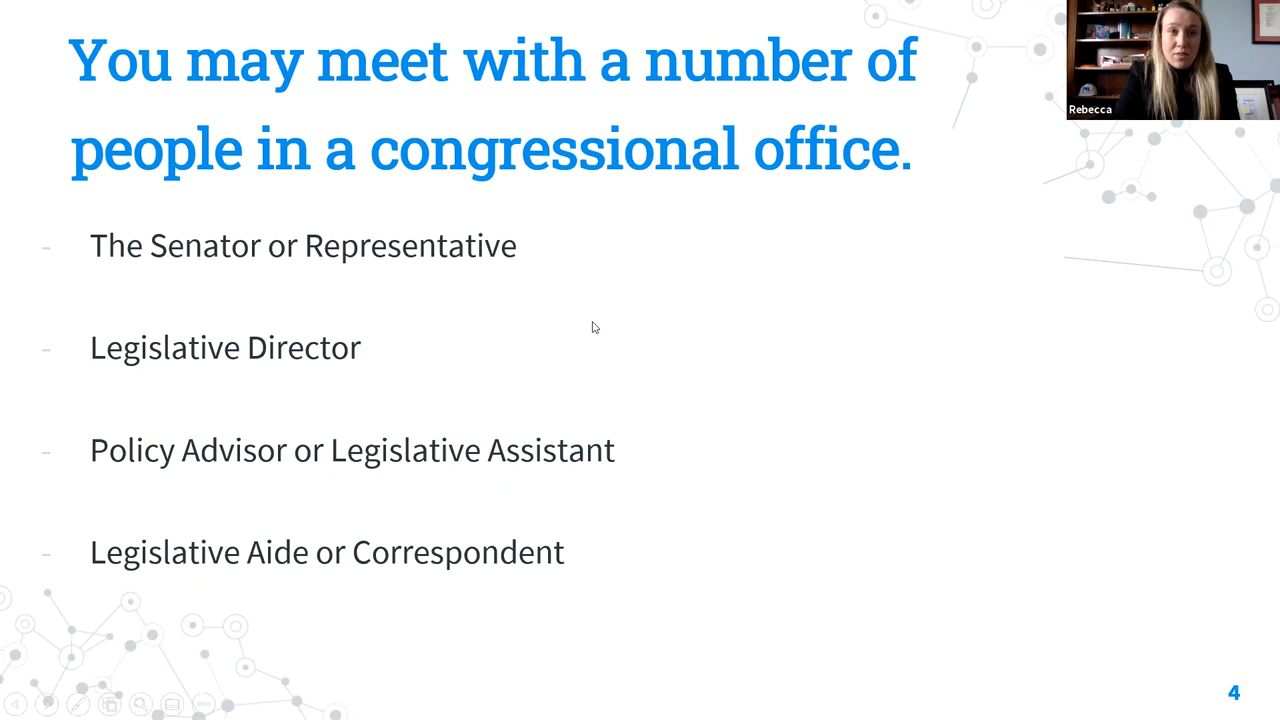 You may meet with a number of
people in a congressional office.
Rebecca
- The Senator or Representative
- Legislative Director
- Policy Advisor or Legislative Assistant
- Legislative Aide or Correspondent
4